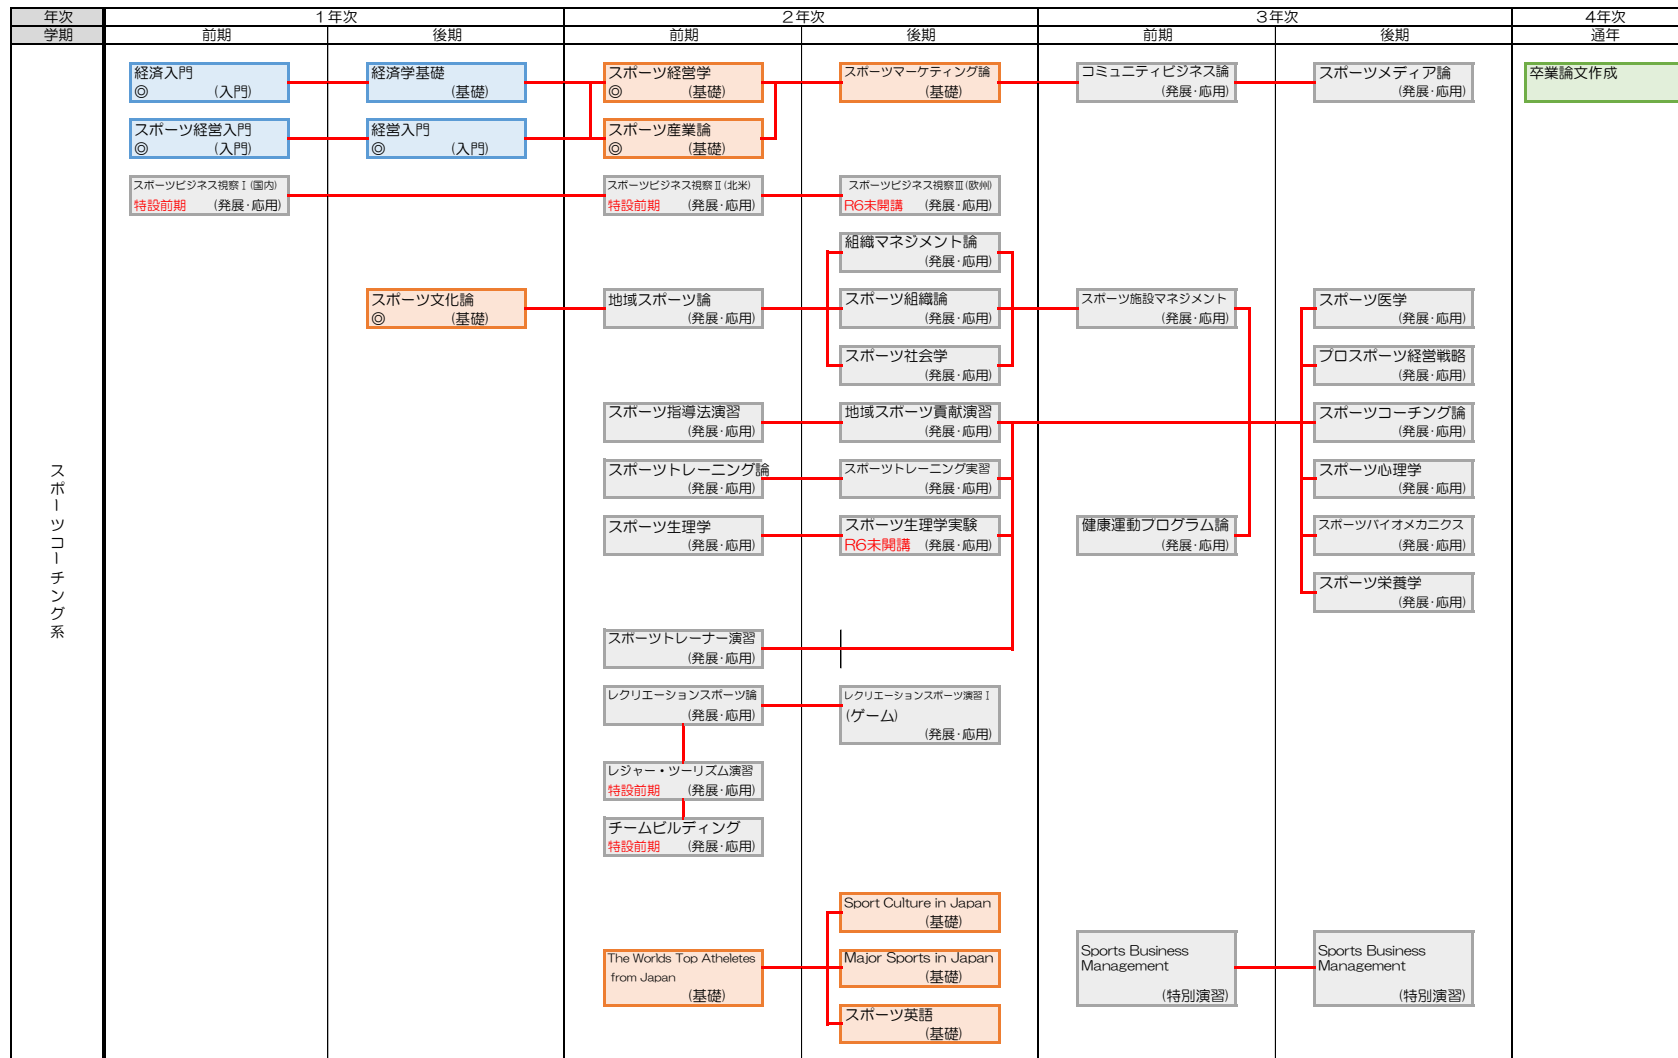 年次 1年次 2年次 3年次 4年次
学期 前期 後期 前期 後期 前期 後期 通年
経済入門 経済学基礎 スポーツ経営学 スポーツマーケティング論 コミュニティビジネス論 スポーツメディア論 卒業論文作成
◎ (入門) (基礎) ◎ (基礎) (基礎) (発展・応用) (発展・応用)
スポーツ経営入門 経営入門 スポーツ産業論
◎ (入門) ◎ (入門) ◎ (基礎)
スポーツビジネス視察Ⅰ(国内) スポーツビジネス視察Ⅱ(北米) スポーツビジネス視察Ⅲ(欧州)
特設前期 (発展・応用) 特設前期 (発展・応用) R6未開講 (発展・応用)
組織マネジメント論
(発展・応用)
スポーツ文化論 地域スポーツ論 スポーツ組織論 スポーツ施設マネジメント スポーツ医学
◎ (基礎) (発展・応用) (発展・応用) (発展・応用) (発展・応用)
スポーツ社会学 プロスポーツ経営戦略
(発展・応用) (発展・応用)
スポーツ指導法演習 地域スポーツ貢献演習 スポーツコーチング論
(発展・応用) (発展・応用) (発展・応用)
スポーツトレーニング論 スポーツトレーニング実習 スポーツ心理学
(発展・応用) (発展・応用) (発展・応用)
スポーツコーチング系
スポーツ生理学 スポーツ生理学実験 健康運動プログラム論 スポーツバイオメカニクス
(発展・応用) R6未開講 (発展・応用) (発展・応用) (発展・応用)
スポーツ栄養学
(発展・応用)
スポーツトレーナー演習
(発展・応用)
レクリエーションスポーツ論 レクリエーションスポーツ演習Ⅰ
(発展・応用) (ゲーム)
(発展・応用)
レジャー・ツーリズム演習
特設前期 (発展・応用)
チームビルディング
特設前期 (発展・応用)
Sport Culture in Japan
(基礎)
The Worlds Top Atheletes Major Sports in Japan Sports Business Sports Business
from Japan (基礎) Management Management
(基礎) (特別演習) (特別演習)
スポーツ英語
(基礎)